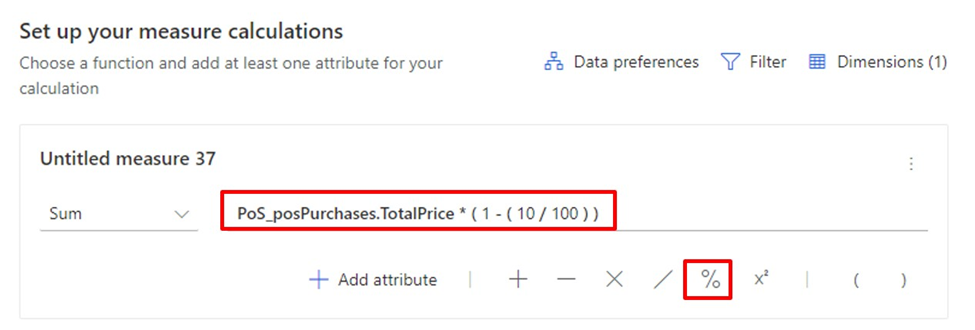 Set up your measure calculations
Choose a function and add at least one attribute for your
calculation
Data preferences
Filter
Dimensions (1)
Untitled measure 37
Sum
PoS_posPurchases.TotalPrice * ( 1 - ( 10 / 100 ) )
+ Add attribute | + − × / % x² | ( )